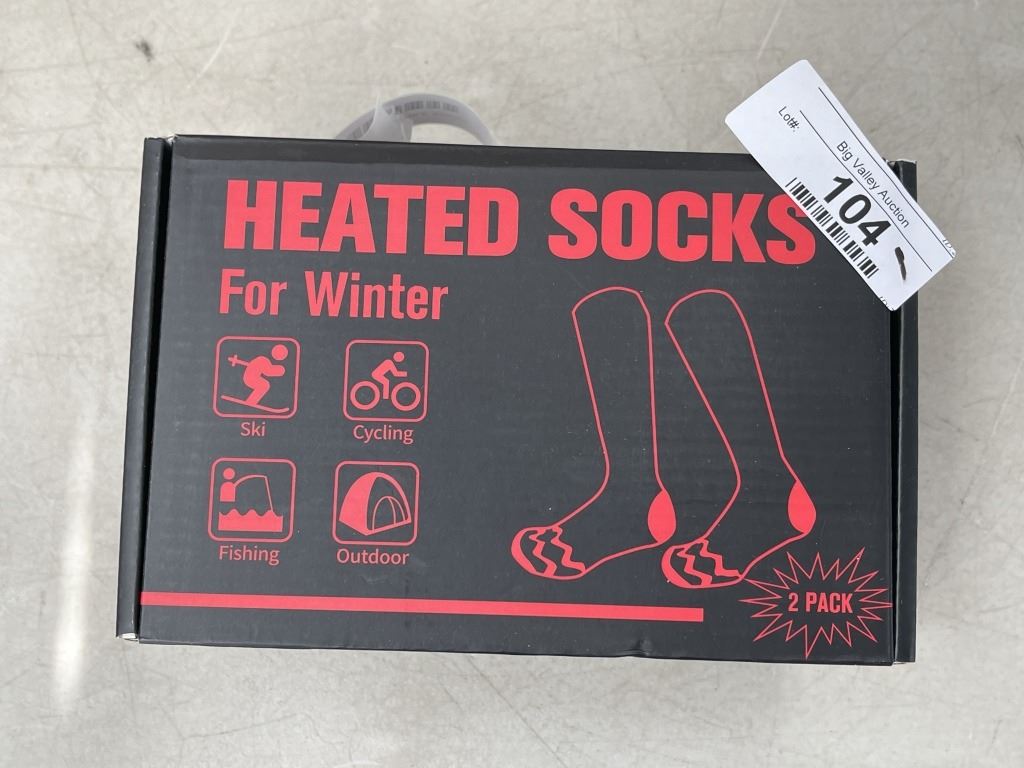 HEATED SOCKS
For Winter
Ski
Cycling
Fishing
Outdoor
2 PACK
Big Valley Auction
Lot#:
104